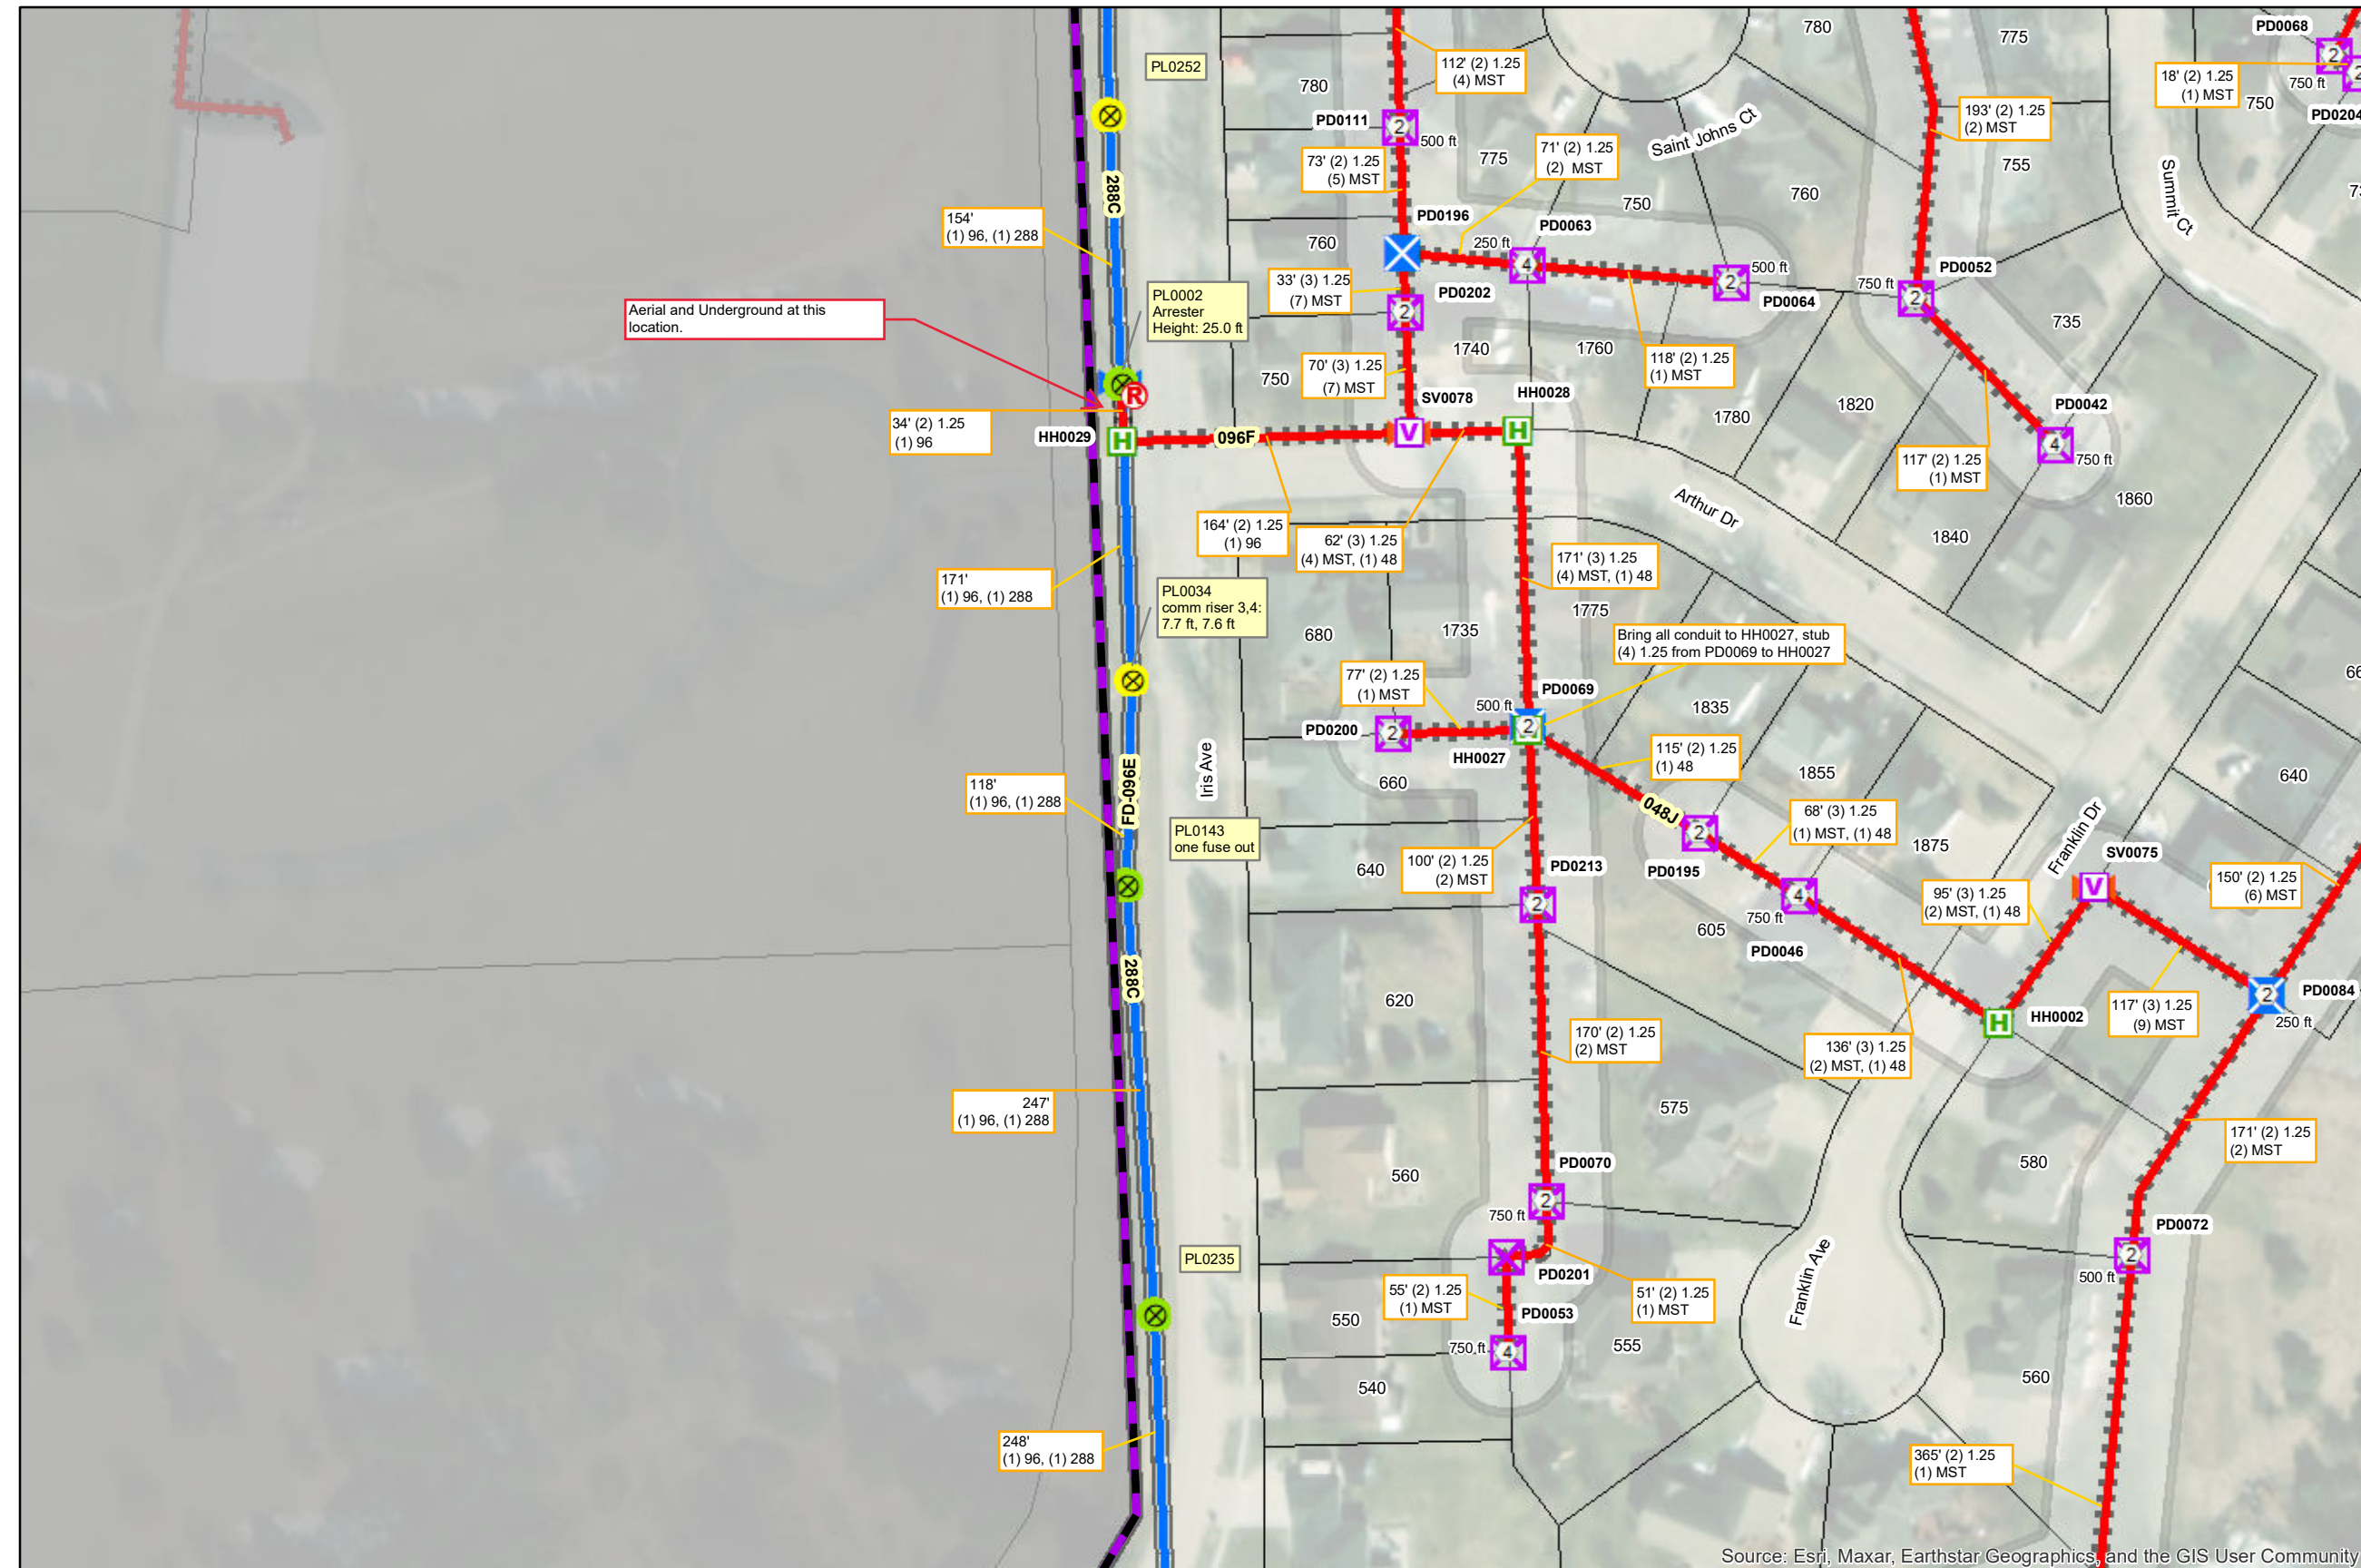 PL0252
780
112' (2) 1.25
(4) MST
PD0111
500 ft
73' (2) 1.25
(5) MST
775
71' (2) 1.25
(2) MST
Saint Johns Ct
780
775
193' (2) 1.25
(2) MST
755
PD0068
18' (2) 1.25
(1) MST
750 ft
750
PD0204
2
2
2
Summit Ct
288C
154'
(1) 96, (1) 288
PL0002
Arrester
Height: 25.0 ft
Aerial and Underground at this
location.
R
34' (2) 1.25
(1) 96
HH0029
H
096F
760
PD0196
33' (3) 1.25
(7) MST
PD0202
2
250 ft
PD0063
4
750
760
500 ft
2
PD0064
750 ft
PD0052
2
735
70' (3) 1.25
(7) MST
750
1740
1760
118' (2) 1.25
(1) MST
SV0078
V
HH0028
H
1780
1820
PD0042
4
750 ft
117' (2) 1.25
(1) MST
1860
1840
Arthur Dr
164' (2) 1.25
(1) 96
62' (3) 1.25
(4) MST, (1) 48
171' (3) 1.25
(4) MST, (1) 48
171'
(1) 96, (1) 288
PL0034
comm riser 3,4:
7.7 ft, 7.6 ft
680
1735
1775
Bring all conduit to HH0027, stub
(4) 1.25 from PD0069 to HH0027
77' (2) 1.25
(1) MST
500 ft
PD0069
2
PD0200
2
HH0027
660
1835
115' (2) 1.25
(1) 48
1855
640
Iris Ave
FD-096E
118'
(1) 96, (1) 288
PL0143
one fuse out
048J
2
PD0195
68' (3) 1.25
(1) MST, (1) 48
1875
Franklin Dr
SV0075
V
640
100' (2) 1.25
(2) MST
PD0213
2
4
750 ft
PD0046
605
95' (3) 1.25
(2) MST, (1) 48
150' (2) 1.25
(6) MST
288C
620
170' (2) 1.25
(2) MST
136' (3) 1.25
(2) MST, (1) 48
H
HH0002
117' (3) 1.25
(9) MST
2
PD0084
250 ft
247'
(1) 96, (1) 288
575
580
171' (2) 1.25
(2) MST
560
PD0070
2
750 ft
PL0235
PD0201
PD0072
2
500 ft
55' (2) 1.25
(1) MST
PD0053
51' (2) 1.25
(1) MST
Franklin Ave
550
750 ft
4
555
540
560
248'
(1) 96, (1) 288
365' (2) 1.25
(1) MST
Source: Esri, Maxar, Earthstar Geographics, and the GIS User Community